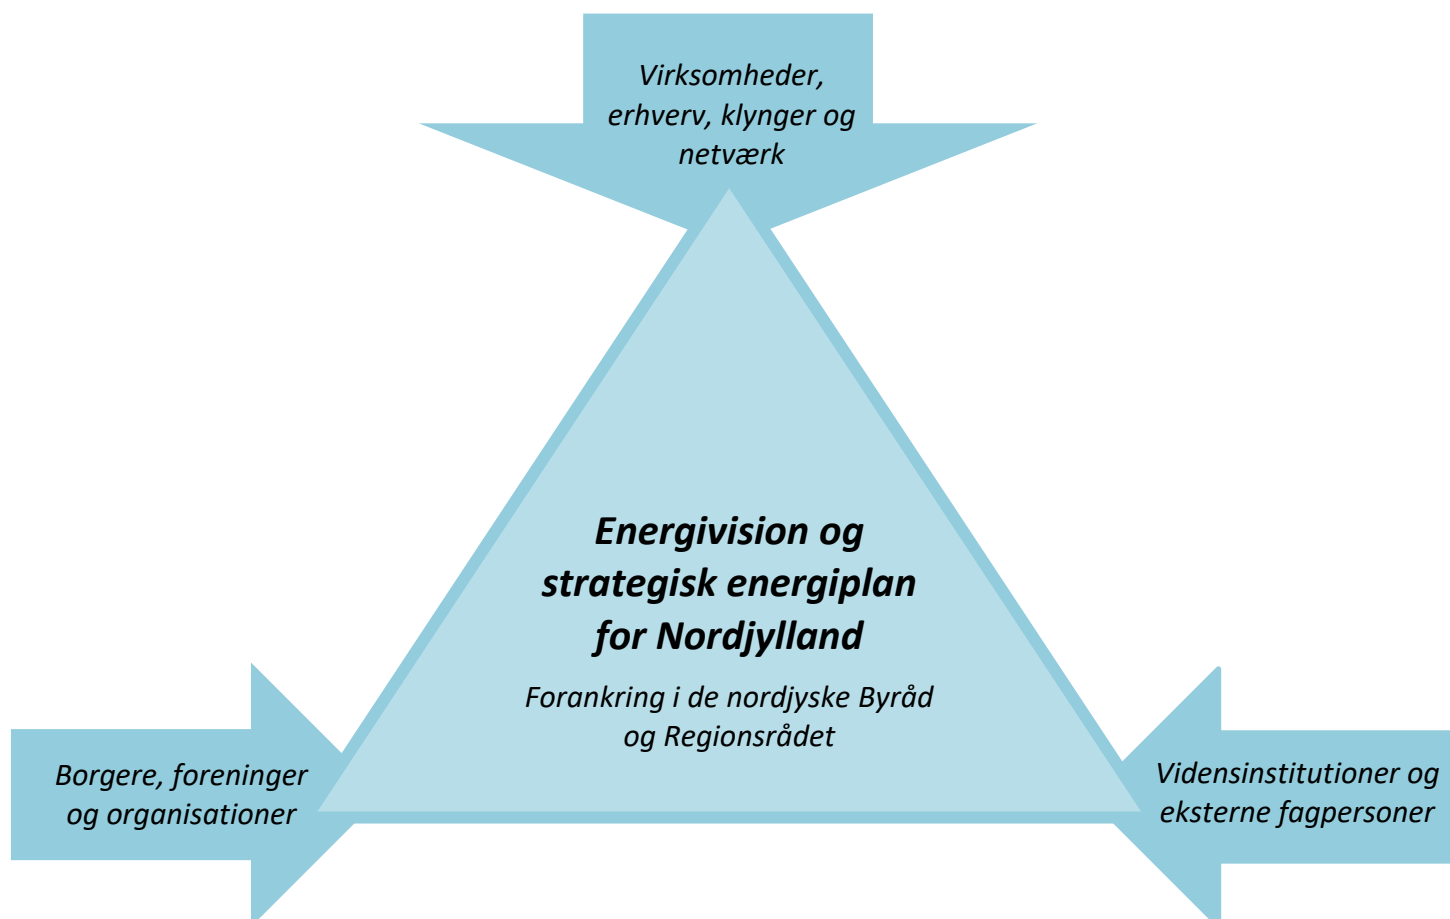 Virksomheder,
erhverv, klynger og
netværk
Energivision og
strategisk energiplan
for Nordjylland
Forankring i de nordjyske Byråd
og Regionsrådet
Borgere, foreninger
og organisationer
Vidensinstitutioner og
eksterne fagpersoner